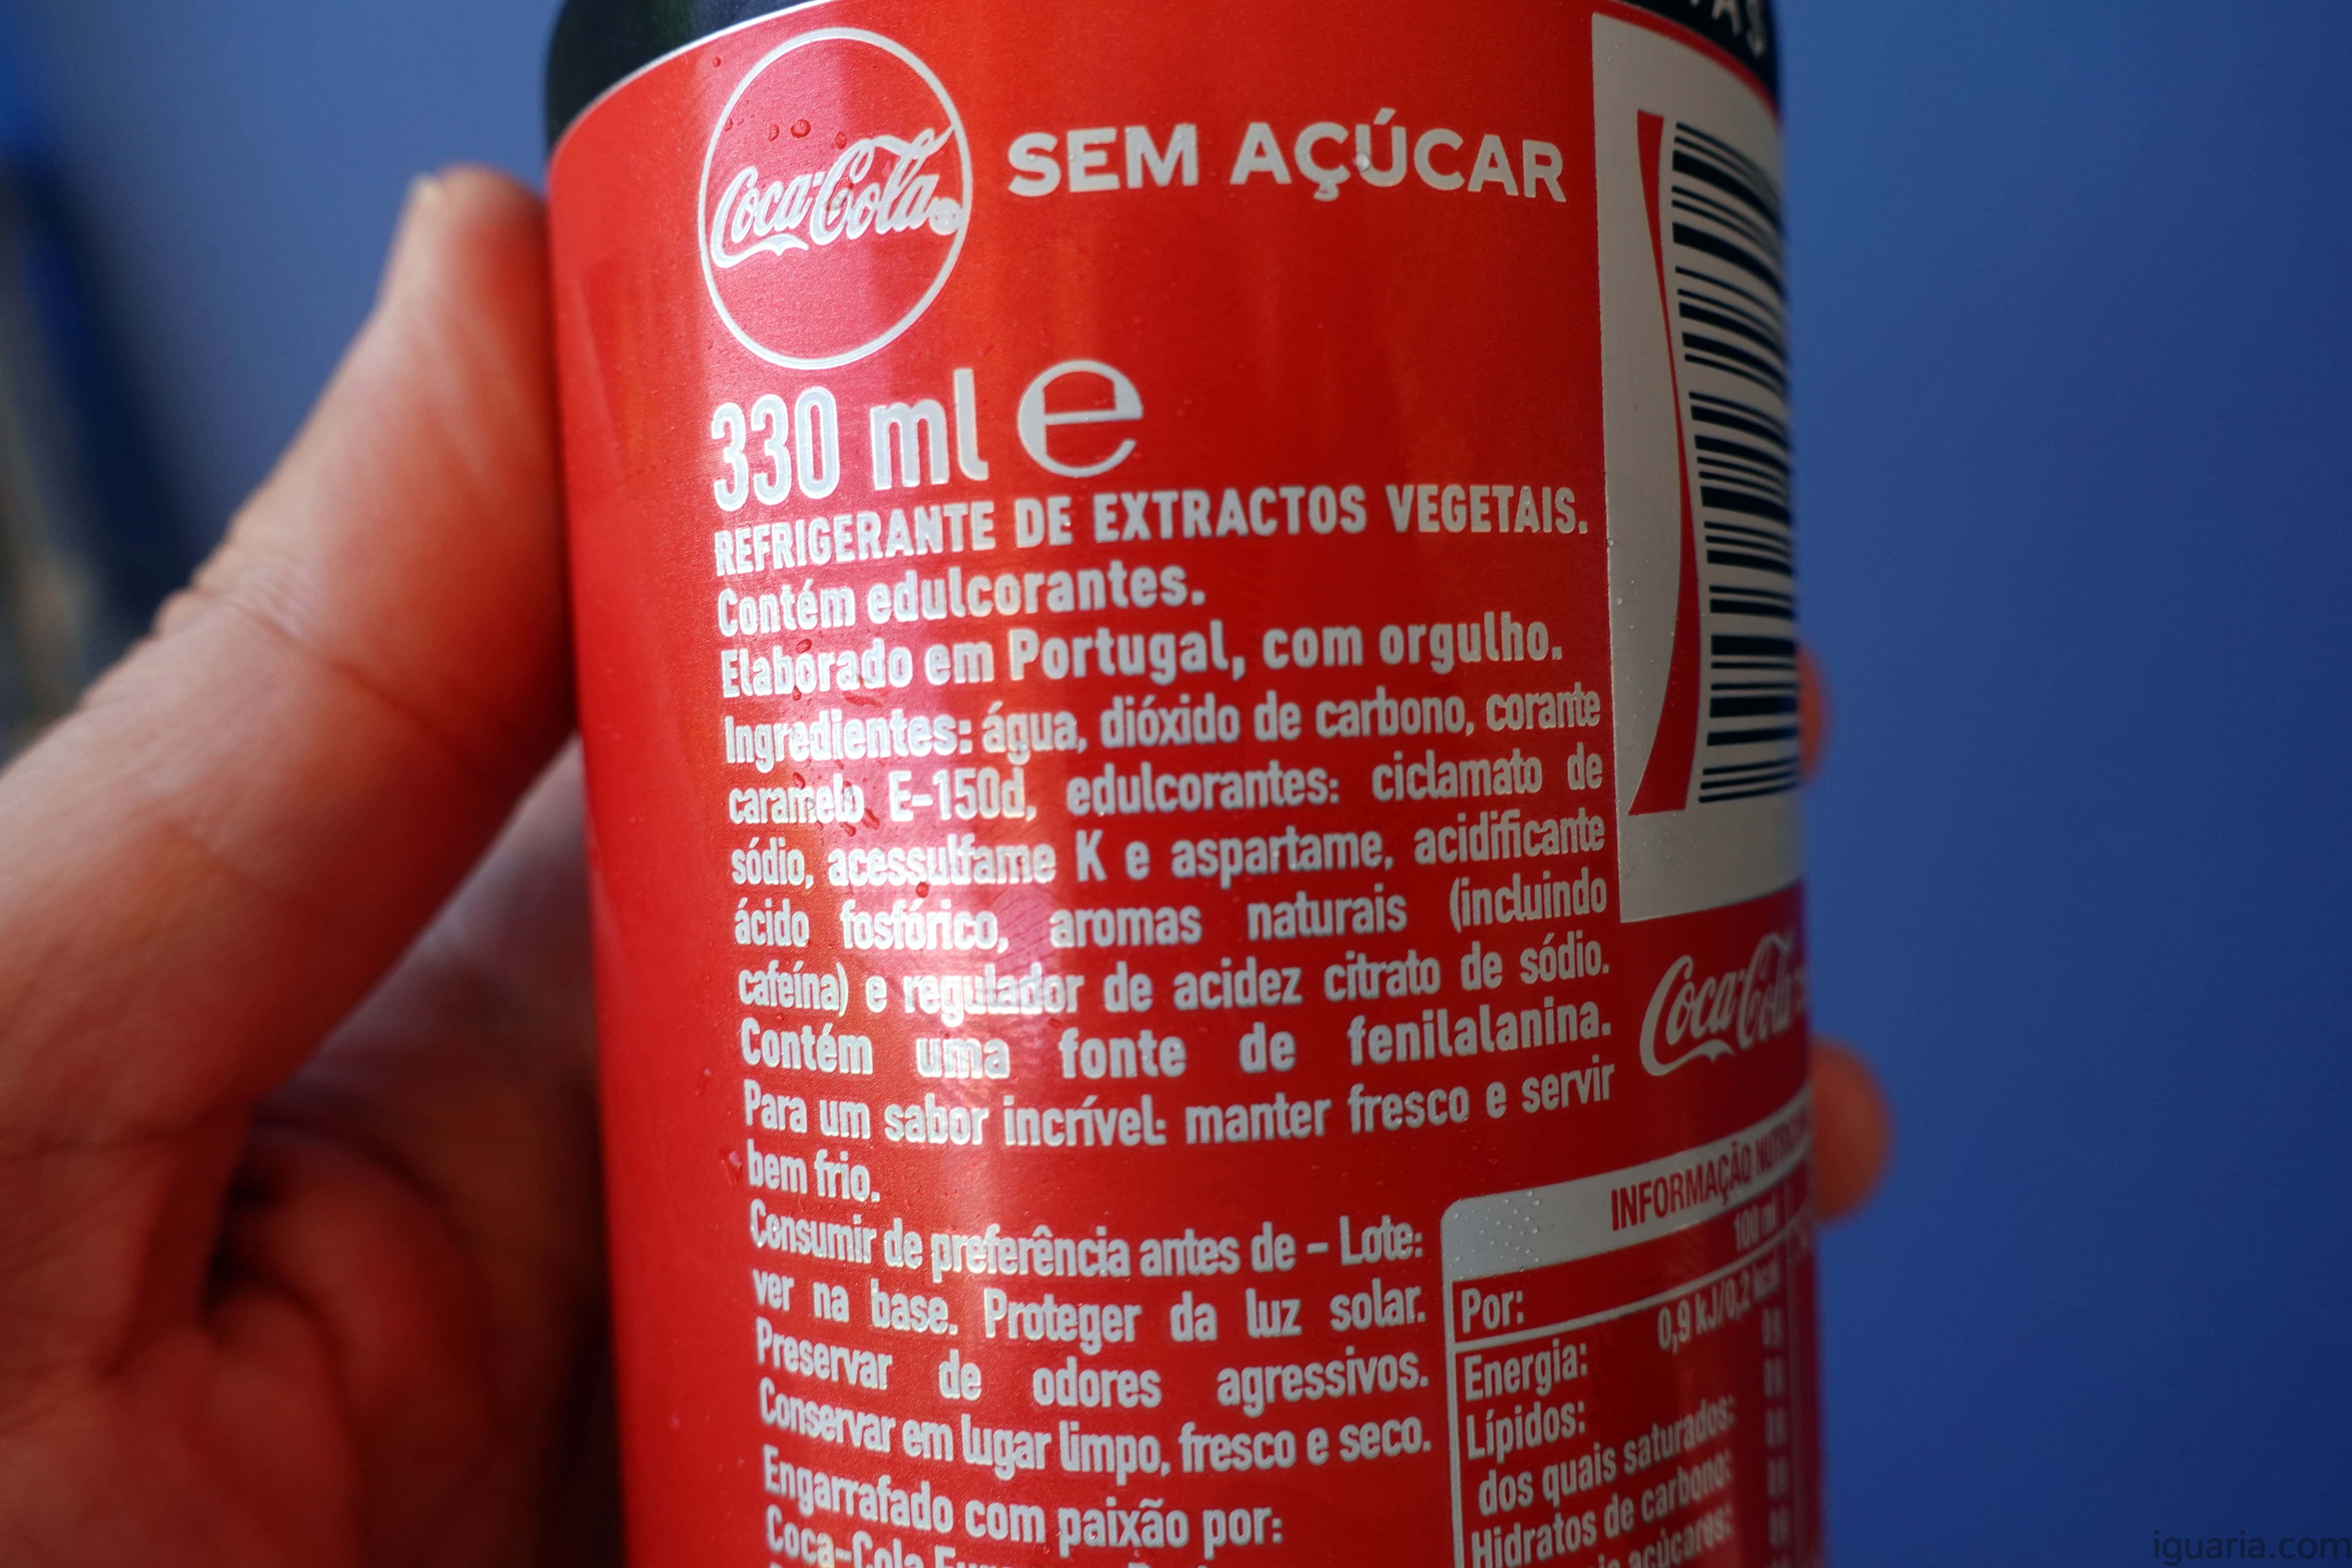 TAS
Coca-Cola
SEM AÇÚCAR
330 ml e
REFRIGERANTE DE EXTRACTOS VEGETAIS.
Contém edulcorantes.
Elaborado em Portugal, com orgulho.
Ingredientes: água, dióxido de carbono, corante
caramelo E-150d, edulcorantes: ciclamato de
sódio, acessulfame K e aspartame, acidificante
ácido fosfórico, aromas naturais (incluindo
cafeína) e regulador de acidez citrato de sódio.
Contém uma fonte de fenilalanina.
Para um sabor incrível: manter fresco e servir
bem frio.
Consumir de preferência antes de - Lote:
ver na base. Proteger da luz solar.
Preservar de odores agressivos.
Conservar em lugar limpo, fresco e seco.
Engarrafado com paixão por:
Coca-Cola
Coca-Cola
INFORMAÇÃO
100 ml
Por:
Energia: 0,9 kJ/0,2 kcal
Lípidos:
dos quais saturados:
Hidratos de carbono:
açúcares:
iguaria.com